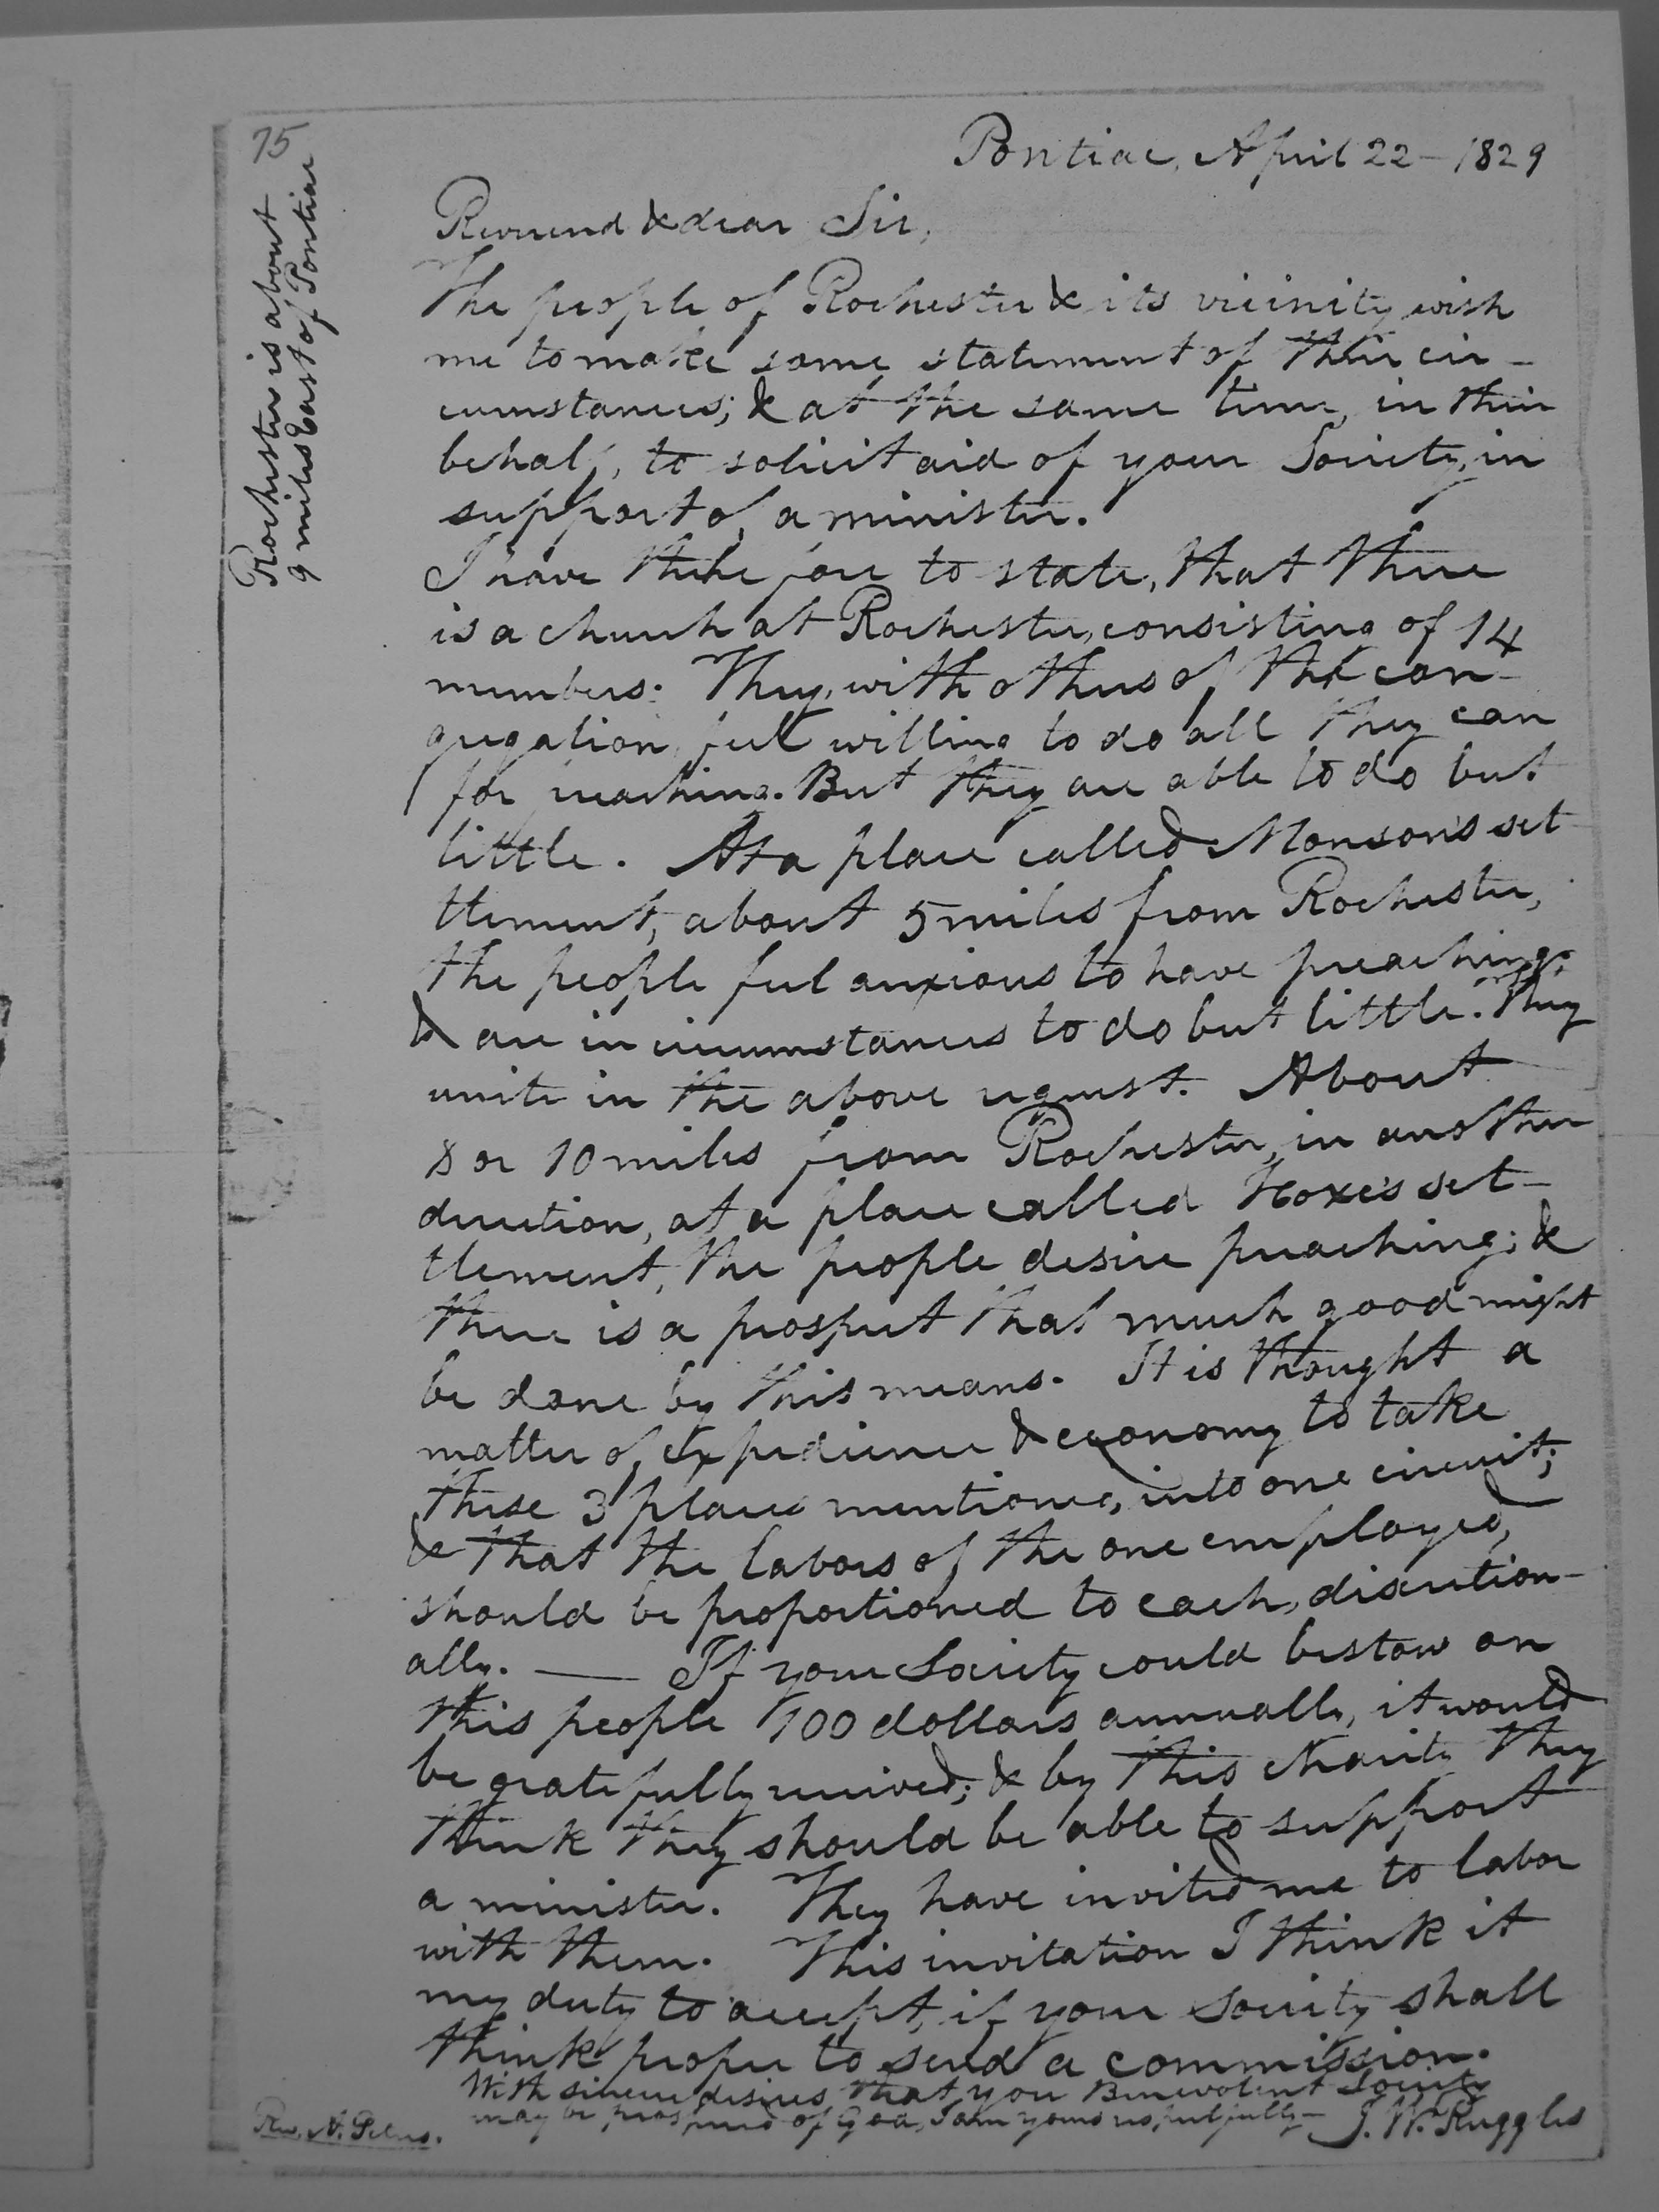 75
Rochester is about
9 miles East of Pontiac
Pontiac, April 22 - 1829
Reverend & dear Sir,
The people of Rochester & its vicinity wish
me to make some statement of their cir-
cumstances; & at the same time, in their
behalf, to solicit aid of your Society, in
support of a minister.
I have therefore to state, that there
is a church at Rochester, consisting of 14
members. They, with others of the con-
gregation, feel willing to do all they can
for preaching. But they are able to do but
little. At a place called Monson's set-
tlement, about 5 miles from Rochester,
the people feel anxious to have preaching;
& are in circumstances to do but little. They
unite in the above request. About
8 or 10 miles from Rochester, in another
direction, at a place called Hoxe's set-
tlement, the people desire preaching; &
there is a prospect that much good might
be done by this means. It is thought a
matter of expedience & economy to take
these 3 places mentioned, into one circuit;
& that the labors of the one employed,
should be proportioned to each, discretion-
ally. — If your Society could bestow on
this people 100 dollars annually, it would
be gratefully received; & by this charity they
think they should be able to support
a minister. They have invited me to labor
with them. This invitation I think it
my duty to accept, if your Society shall
think proper to send a commission.
With sincere desires that your Benevolent Society
may be prospered of God, I am yours respectfully -
J. W. Ruggles
Rev. A. Peters.